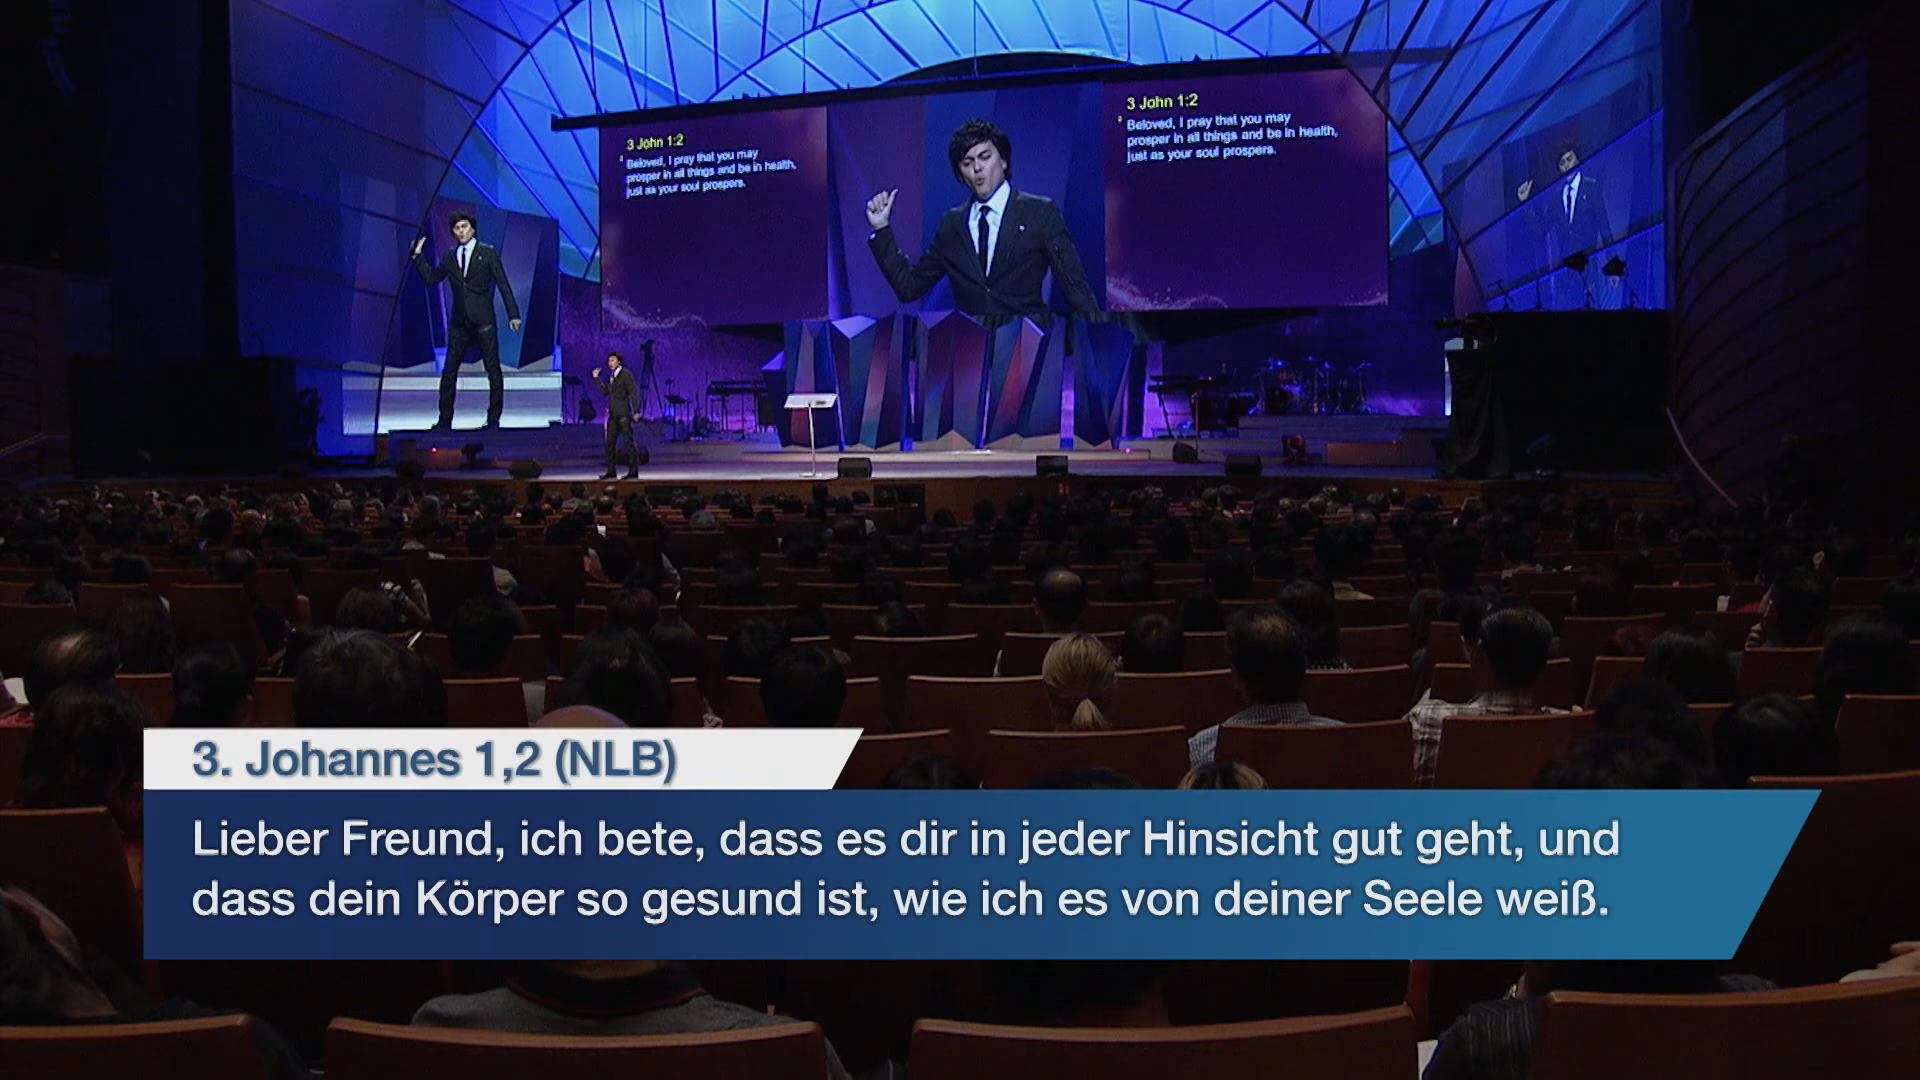 3 John 1:2
2 Beloved, I pray that you may
prosper in all things and be in health,
just as your soul prospers.
3 John 1:2
2 Beloved, I pray that you may
prosper in all things and be in health,
just as your soul prospers.
3. Johannes 1,2 (NLB)
Lieber Freund, ich bete, dass es dir in jeder Hinsicht gut geht, und
dass dein Körper so gesund ist, wie ich es von deiner Seele weiß.